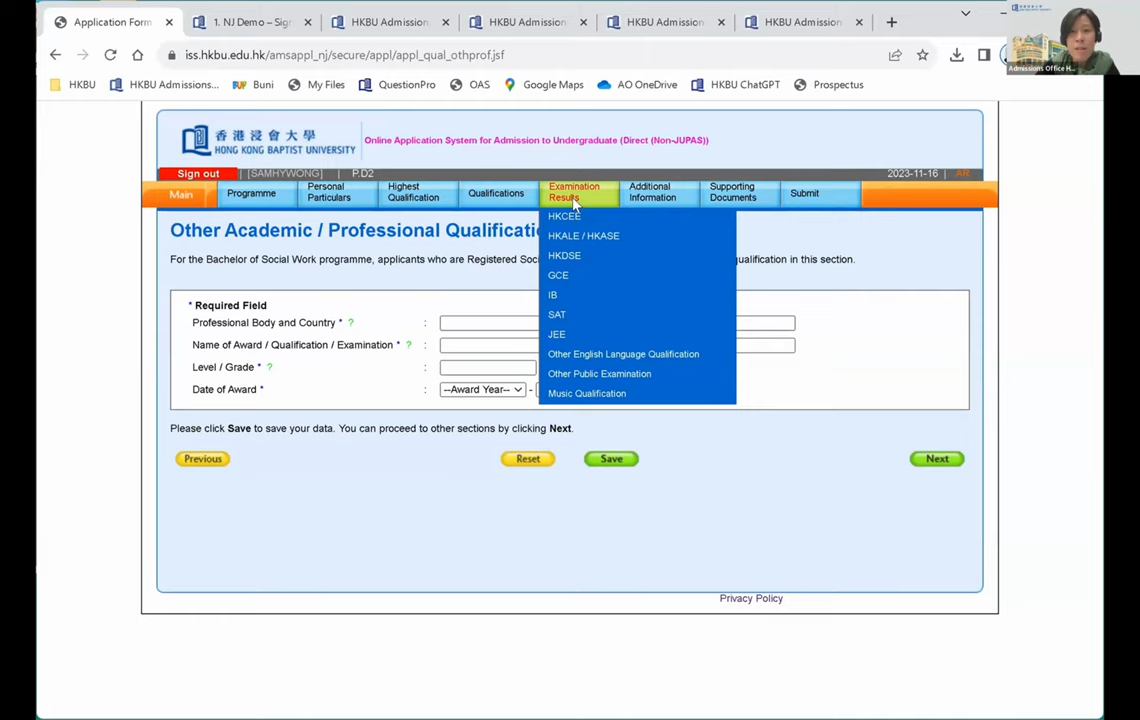 Application Form
1. NJ Demo – Sig
HKBU Admission
HKBU Admission
HKBU Admission
HKBU Admission
iss.hkbu.edu.hk/amsappl_nj/secure/appl/appl_qual_othprof.jsf
HKBU
HKBU Admissions...
BUP
Buni
My Files
QuestionPro
OAS
Google Maps
AO OneDrive
HKBU ChatGPT
Prospectus
Admissions Office H...
香港浸會大學
HONG KONG BAPTIST UNIVERSITY
Online Application System for Admission to Undergraduate (Direct (Non-JUPAS))
Sign out | [SAMHYWONG] | P.D2
2023-11-16 | AR
Main
Programme
Personal Particulars
Highest Qualification
Qualifications
Examination Results
Additional Information
Supporting Documents
Submit
HKCEE
HKALE / HKASE
HKDSE
GCE
IB
SAT
JEE
Other English Language Qualification
Other Public Examination
Music Qualification
Other Academic / Professional Qualificati
For the Bachelor of Social Work programme, applicants who are Registered Soci
ualification in this section.
* Required Field
Professional Body and Country * ? :
Name of Award / Qualification / Examination * ? :
Level / Grade * ? :
Date of Award * : --Award Year-- -
Please click Save to save your data. You can proceed to other sections by clicking Next.
Previous
Reset
Save
Next
Privacy Policy